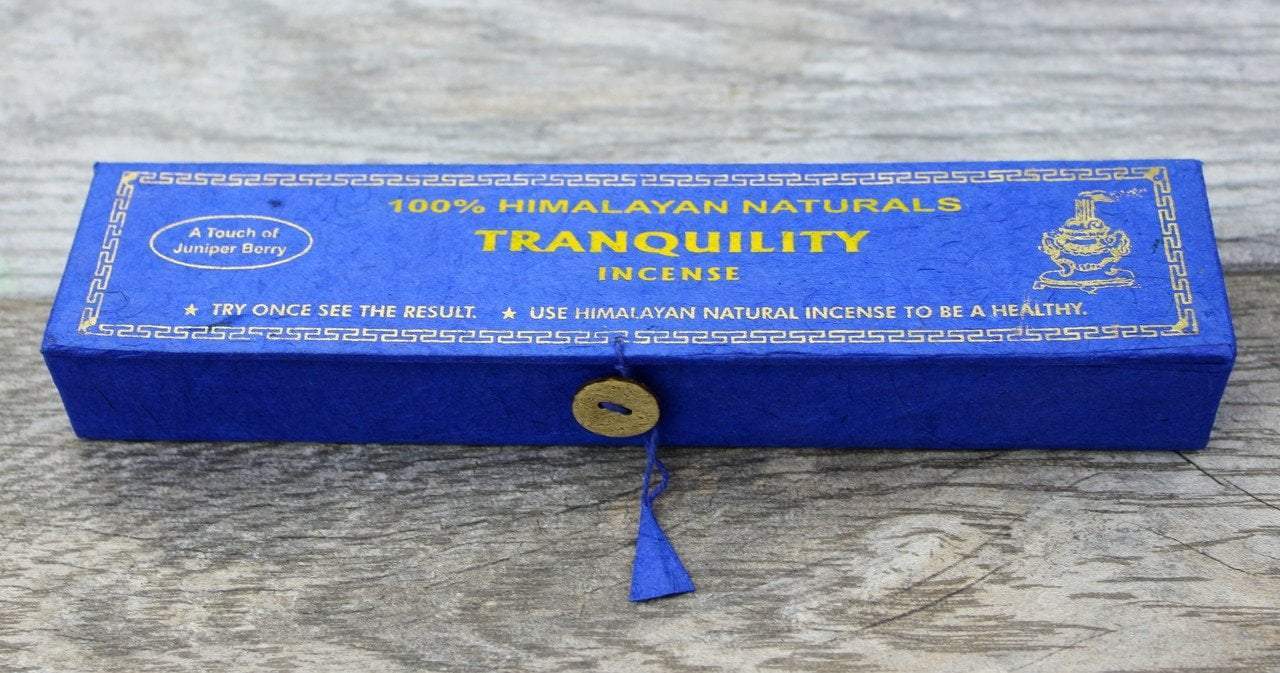 100% HIMALAYAN NATURALS
A Touch of
Juniper Berry
TRANQUILITY
INCENSE
★ TRY ONCE SEE THE RESULT. ★ USE HIMALAYAN NATURAL INCENSE TO BE A HEALTHY.